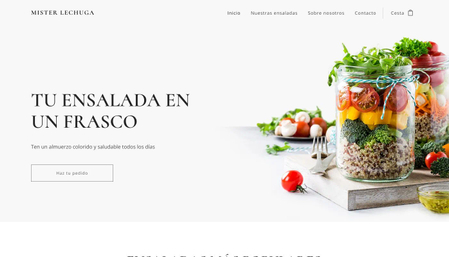 MISTER LECHUGA
Inicio
Nuestras ensaladas
Sobre nosotros
Contacto
Cesta
TU ENSALADA EN
UN FRASCO
Ten un almuerzo colorido y saludable todos los días
Haz tu pedido